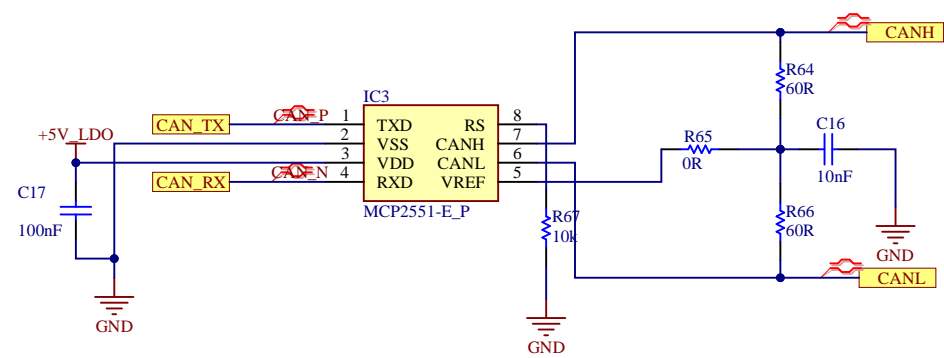 CANH
R64
60R
IC3
CAN_P
CAN_TX
1
TXD
RS
8
C16
+5V_LDO
2
VSS
CANH
7
R65
3
VDD
CANL
6
0R
10nF
CAN_RX
CAN_N
4
RXD
VREF
5
C17
MCP2551-E_P
R67
10k
R66
60R
100nF
GND
CANL
GND
GND